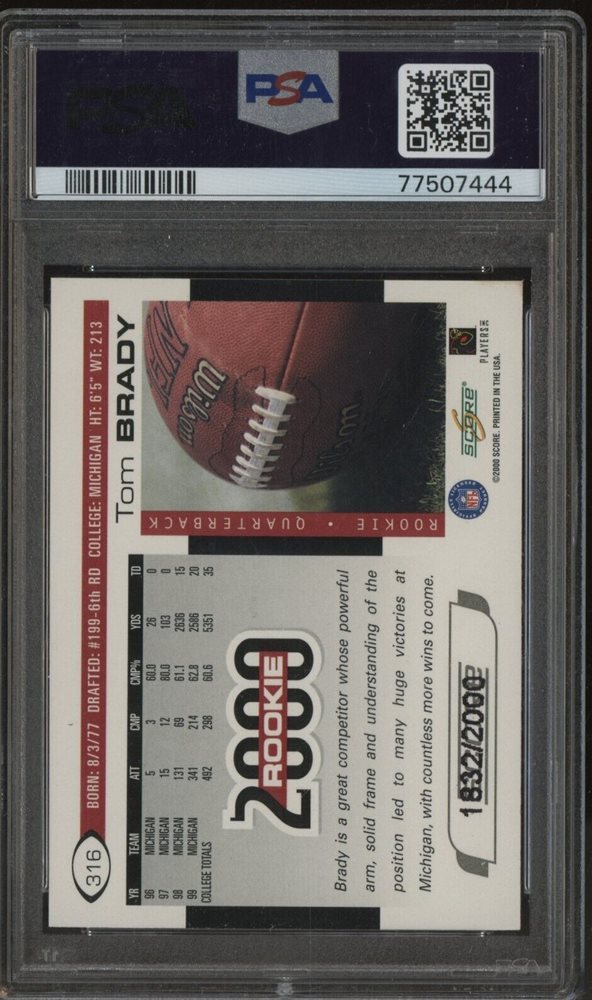 PSA
77507444
316
BORN: 8/3/77 DRAFTED: #199-6th RD COLLEGE: MICHIGAN HT: 6'5" WT: 213
Tom BRADY
YR TEAM ATT CMP CMP% YDS TD
96 MICHIGAN 5 3 60.0 26 0
97 MICHIGAN 15 12 80.0 103 0
98 MICHIGAN 131 69 61.1 2636 15
99 MICHIGAN 341 214 62.8 2586 20
COLLEGE TOTALS 492 298 60.6 5351 35
2000
ROOKIE
ROOKIE • QUARTERBACK
Wilson
NFL
Brady is a great competitor whose powerful
arm, solid frame and understanding of the
position led to many huge victories at
Michigan, with countless more wins to come.
1832/2000
NFL
SCORE®
©2000 SCORE. PRINTED IN THE USA.
PLAYERS INC
PSA